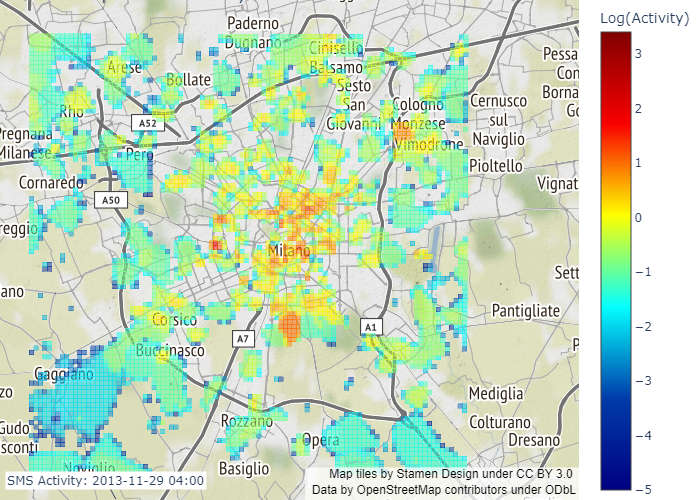 Log(Activity)
3
2
1
0
−1
−2
−3
−4
−5
Paderno
Dugnano
Cinisello
Balsamo
Arese
Bollate
Sesto
San
Giovanni
Rho
A52
Cologno
Monzese
Cernusco
sul
Naviglio
Pessa
Con
Borna
Go
Pregnana
Milanese
Pero
Vimodrone
Pioltello
Cornaredo
A50
Vignat
reggio
Milano
Sett
ano
Pantigliate
Corsico
A7
A1
Buccinasco
P
Gaggiano
zo
Mediglia
Gudo
sconti
Rozzano
Opera
Colturano
Dresano
Noviglio
Basiglio
SMS Activity: 2013-11-29 04:00
Map tiles by Stamen Design under CC BY 3.0
Data by OpenStreetMap contributors under ODbL